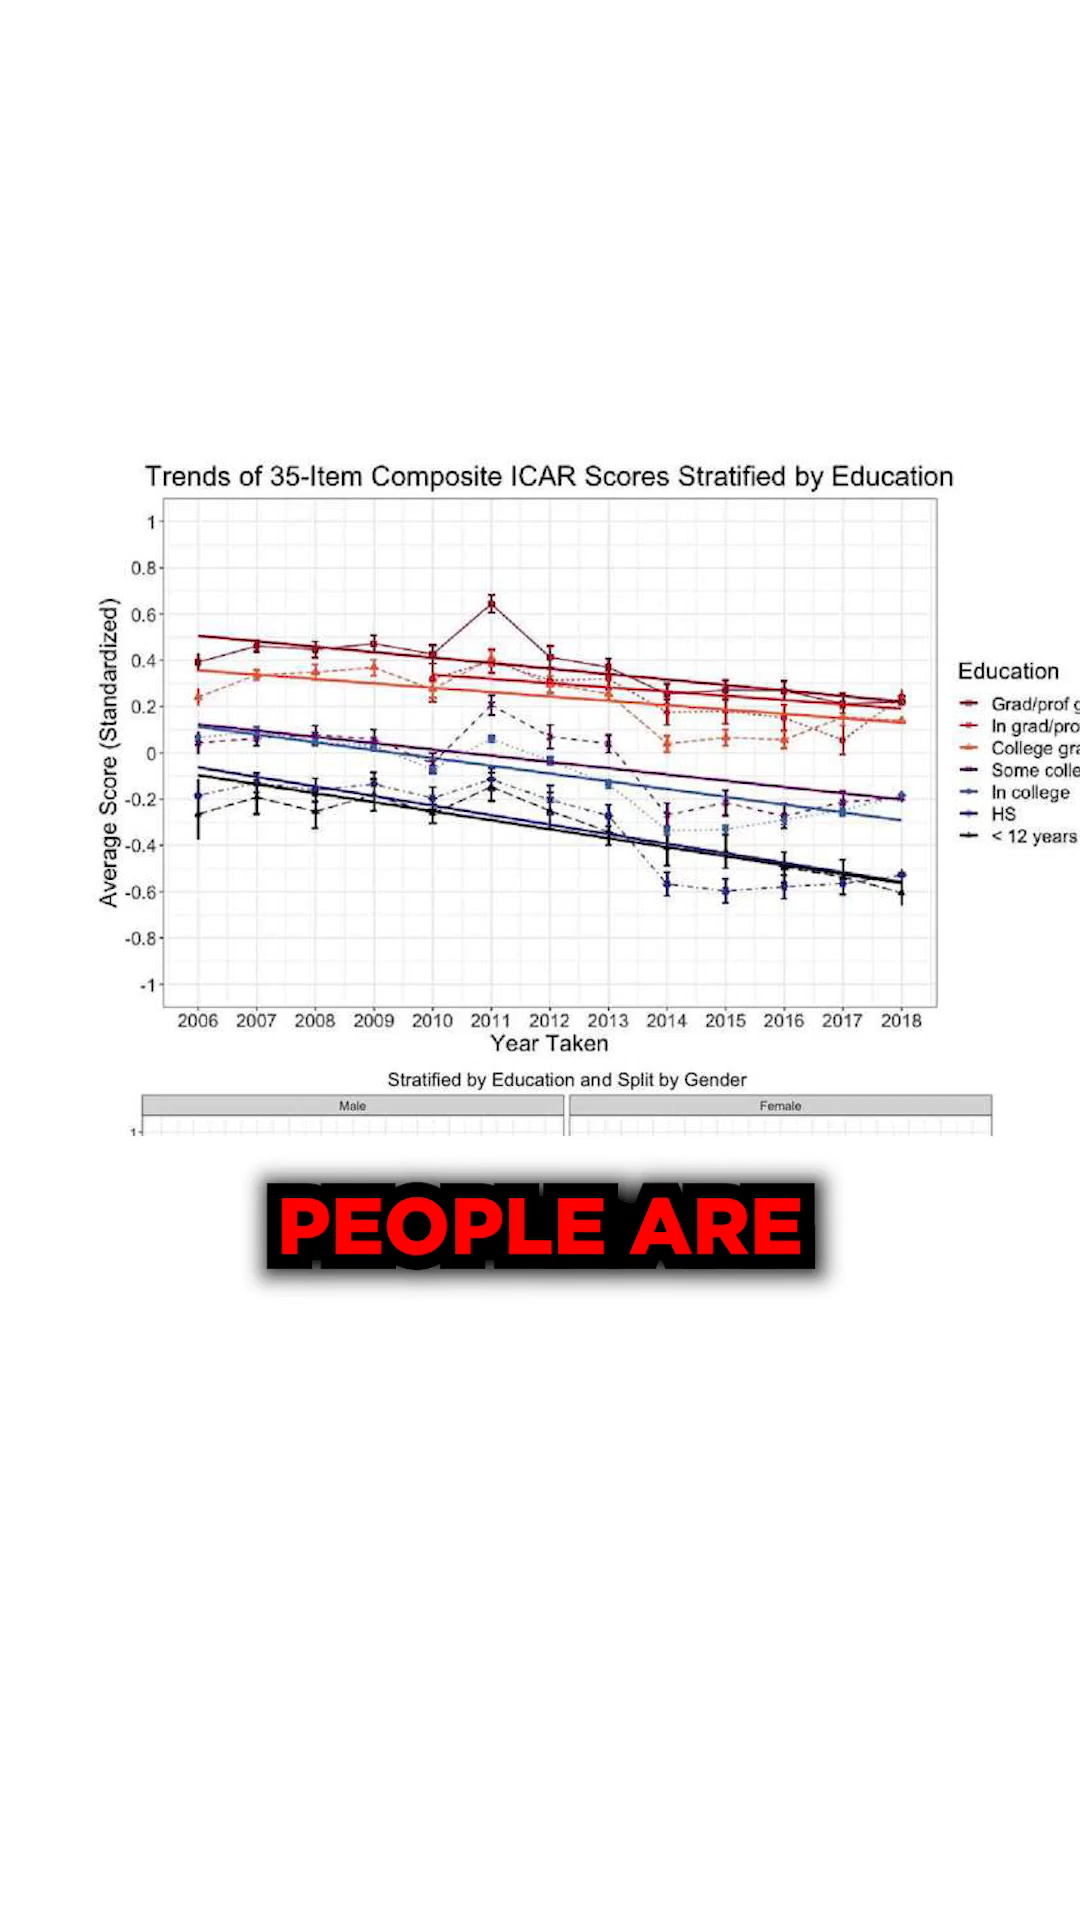 Trends of 35-Item Composite ICAR Scores Stratified by Education
Average Score (Standardized)
1
0.8
0.6
0.4
0.2
0
-0.2
-0.4
-0.6
-0.8
-1
2006 2007 2008 2009 2010 2011 2012 2013 2014 2015 2016 2017 2018
Year Taken
Education
Grad/prof g
In grad/pro
College gra
Some colle
In college
HS
< 12 years
Stratified by Education and Split by Gender
Male Female
1
PEOPLE ARE